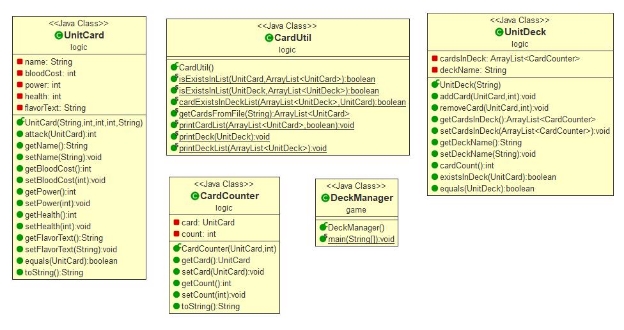 <<Java Class>>
UnitCard
logic
name: String
bloodCost: int
power: int
health: int
flavorText: String
UnitCard(String,int,int,int,String)
attack(UnitCard):int
getName():String
setName(String):void
getBloodCost():int
setBloodCost(int):void
getPower():int
setPower(int):void
getHealth():int
setHealth(int):void
getFlavorText():String
setFlavorText(String):void
equals(UnitCard):boolean
toString():String
<<Java Class>>
CardUtil
logic
CardUtil()
isExistsInList(UnitCard,ArrayList<UnitCard>):boolean
isExistsInList(UnitDeck,ArrayList<UnitDeck>):boolean
cardExistsInDeckList(ArrayList<UnitDeck>,UnitCard):boolean
getCardsFromFile(String):ArrayList<UnitCard>
printCardList(ArrayList<UnitCard>,boolean):void
printDeck(UnitDeck):void
printDeckList(ArrayList<UnitDeck>):void
<<Java Class>>
UnitDeck
logic
cardsInDeck: ArrayList<CardCounter>
deckName: String
UnitDeck(String)
addCard(UnitCard,int):void
removeCard(UnitCard,int):void
getCardsInDeck():ArrayList<CardCounter>
setCardsInDeck(ArrayList<CardCounter>):void
getDeckName():String
setDeckName(String):void
cardCount():int
existsInDeck(UnitCard):boolean
equals(UnitDeck):boolean
<<Java Class>>
CardCounter
logic
card: UnitCard
count: int
CardCounter(UnitCard,int)
getCard():UnitCard
setCard(UnitCard):void
getCount():int
setCount(int):void
toString():String
<<Java Class>>
DeckManager
game
DeckManager()
main(String[]):void